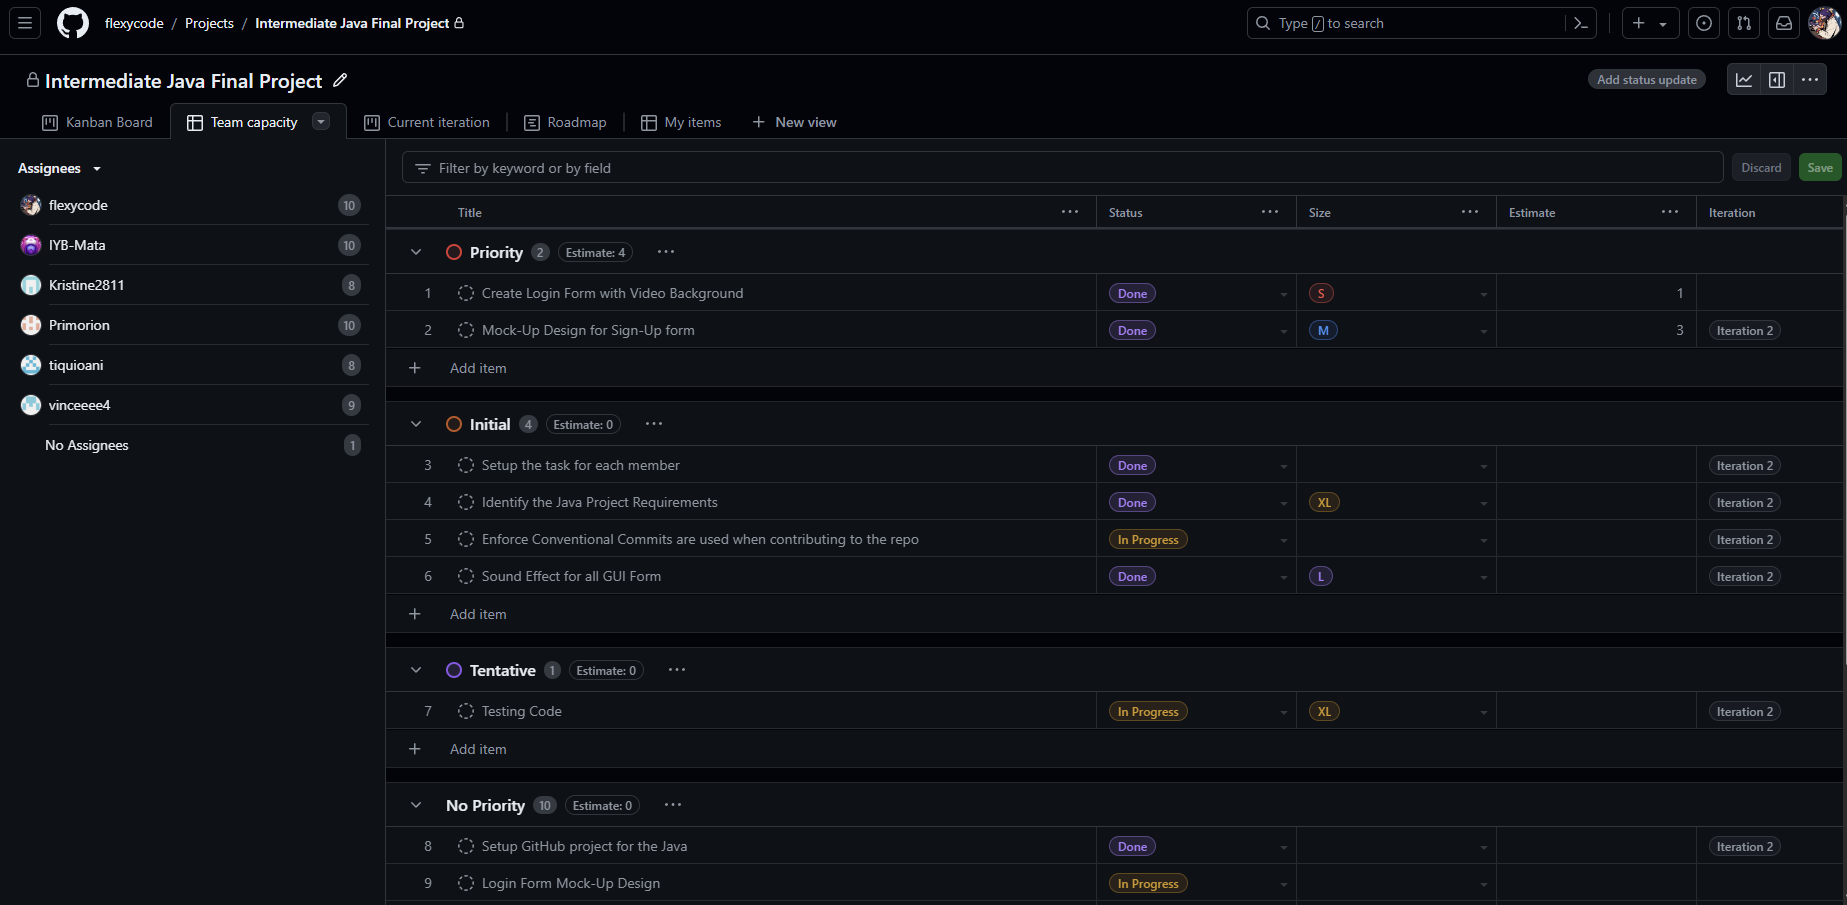 flexycode / Projects / Intermediate Java Final Project
Type / to search
Intermediate Java Final Project
Add status update
Kanban Board
Team capacity
Current iteration
Roadmap
My items
New view
Assignees
flexycode 10
IYB-Mata 10
Kristine2811 8
Primorion 10
tiquioani 8
vinceeee4 9
No Assignees 1
Filter by keyword or by field
Discard
Save
Title Status Size Estimate Iteration
Priority 2 Estimate: 4
1 Create Login Form with Video Background Done S 1
2 Mock-Up Design for Sign-Up form Done M 3 Iteration 2
Add item
Initial 4 Estimate: 0
3 Setup the task for each member Done Iteration 2
4 Identify the Java Project Requirements Done XL Iteration 2
5 Enforce Conventional Commits are used when contributing to the repo In Progress Iteration 2
6 Sound Effect for all GUI Form Done L Iteration 2
Add item
Tentative 1 Estimate: 0
7 Testing Code In Progress XL Iteration 2
Add item
No Priority 10 Estimate: 0
8 Setup GitHub project for the Java Done Iteration 2
9 Login Form Mock-Up Design In Progress